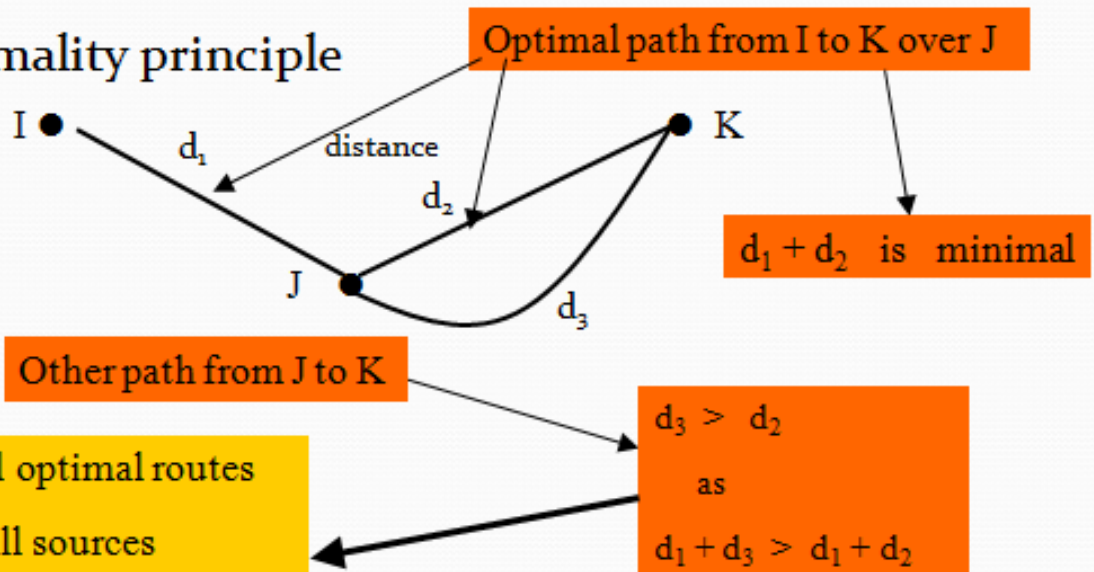 mality principle
Optimal path from I to K over J
I
d₁
distance
K
d₂
d₁ + d₂ is minimal
J
d₃
Other path from J to K
d₃ > d₂
as
d₁ + d₃ > d₁ + d₂
l optimal routes
ll sources